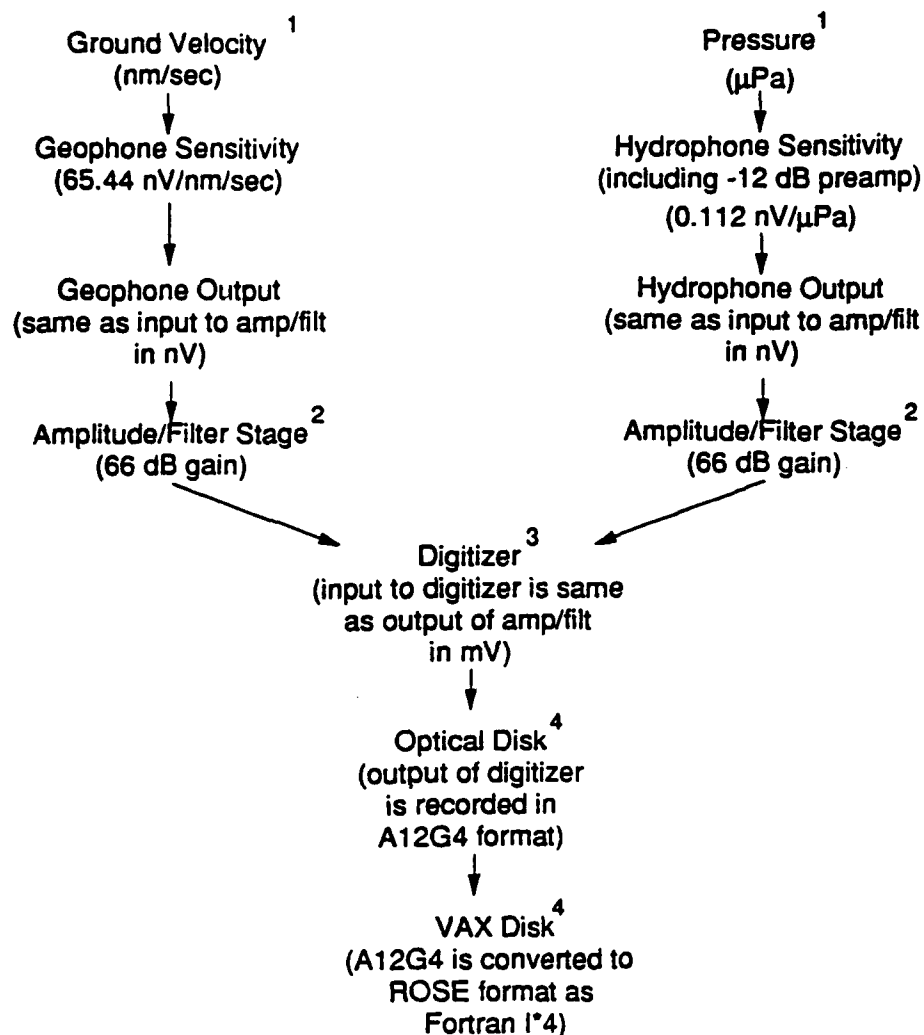 Ground Velocity 1
(nm/sec)
Geophone Sensitivity
(65.44 nV/nm/sec)
Geophone Output
(same as input to amp/filt
in nV)
Amplitude/Filter Stage 2
(66 dB gain)
Pressure 1
(µPa)
Hydrophone Sensitivity
(including -12 dB preamp)
(0.112 nV/µPa)
Hydrophone Output
(same as input to amp/filt
in nV)
Amplitude/Filter Stage 2
(66 dB gain)
Digitizer 3
(input to digitizer is same
as output of amp/filt
in mV)
Optical Disk 4
(output of digitizer
is recorded in
A12G4 format)
VAX Disk 4
(A12G4 is converted to
ROSE format as
Fortran I*4)